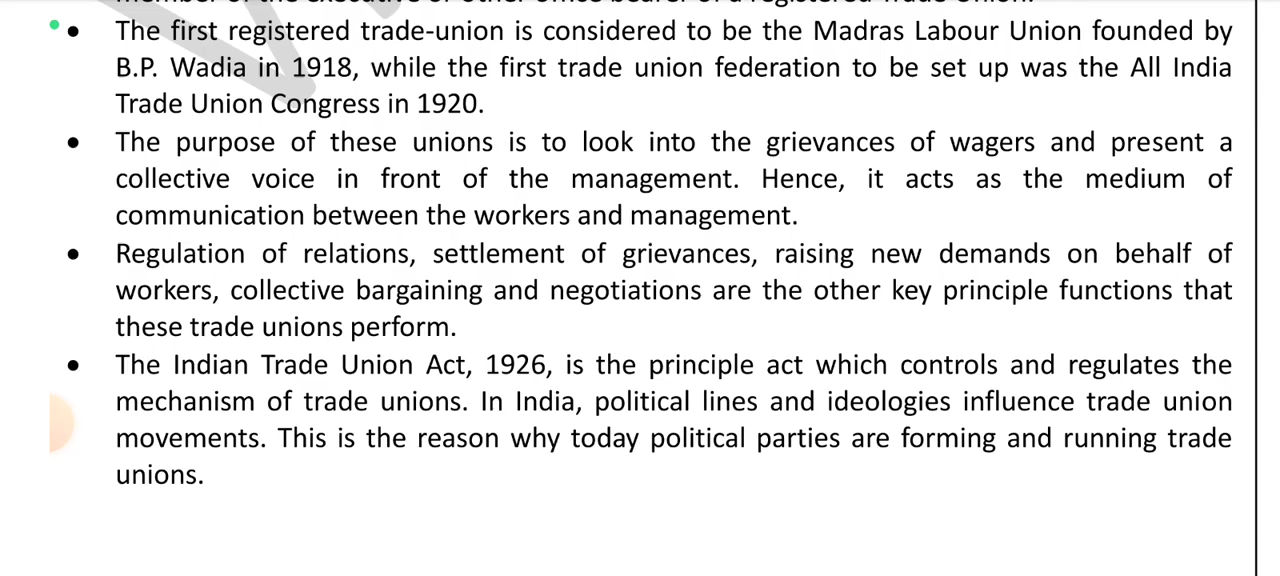 • The first registered trade-union is considered to be the Madras Labour Union founded by
B.P. Wadia in 1918, while the first trade union federation to be set up was the All India
Trade Union Congress in 1920.
• The purpose of these unions is to look into the grievances of wagers and present a
collective voice in front of the management. Hence, it acts as the medium of
communication between the workers and management.
• Regulation of relations, settlement of grievances, raising new demands on behalf of
workers, collective bargaining and negotiations are the other key principle functions that
these trade unions perform.
• The Indian Trade Union Act, 1926, is the principle act which controls and regulates the
mechanism of trade unions. In India, political lines and ideologies influence trade union
movements. This is the reason why today political parties are forming and running trade
unions.